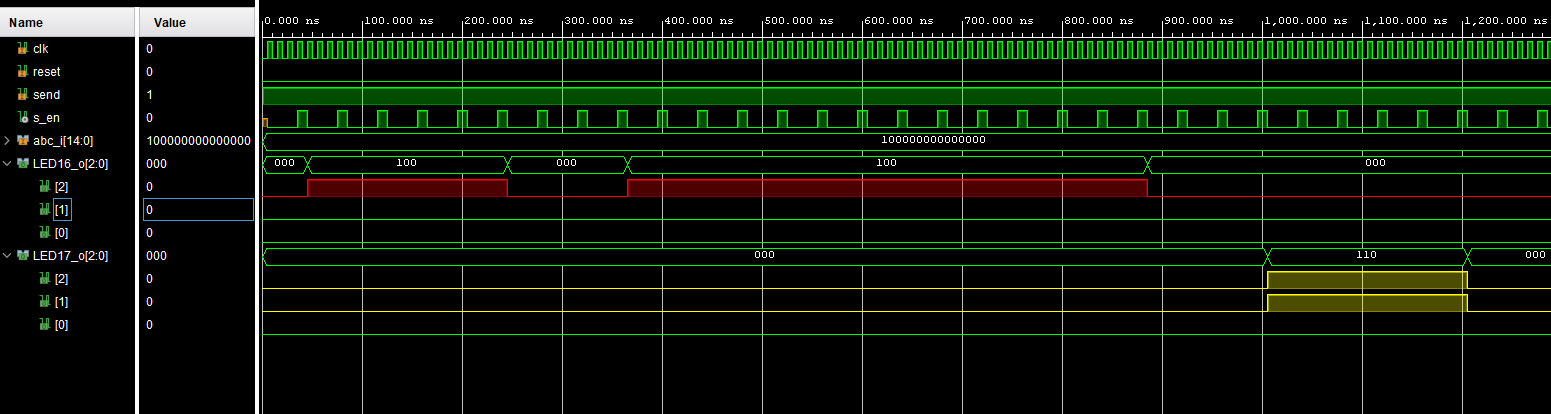 Name Value 0.000 ns 100.000 ns 200.000 ns 300.000 ns 400.000 ns 500.000 ns 600.000 ns 700.000 ns 800.000 ns 900.000 ns 1,000.000 ns 1,100.000 ns 1,200.000 ns
clk 0
reset 0
send 1
s_en 0
abc_i[14:0] 100000000000000 100000000000000
LED16_o[2:0] 000 000 100 000 100 000
[2] 0
[1] 0
[0] 0
LED17_o[2:0] 000 000 110 000
[2] 0
[1] 0
[0] 0